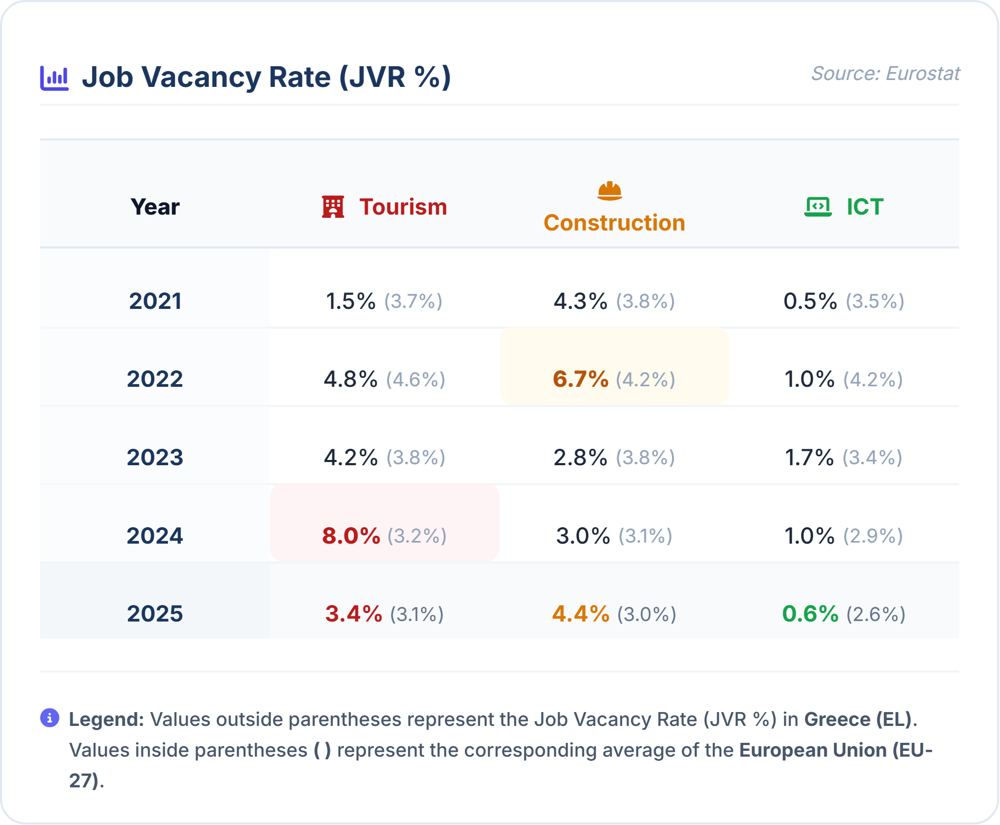 Job Vacancy Rate (JVR %)
Source: Eurostat
Year Tourism Construction ICT
2021 1.5% (3.7%) 4.3% (3.8%) 0.5% (3.5%)
2022 4.8% (4.6%) 6.7% (4.2%) 1.0% (4.2%)
2023 4.2% (3.8%) 2.8% (3.8%) 1.7% (3.4%)
2024 8.0% (3.2%) 3.0% (3.1%) 1.0% (2.9%)
2025 3.4% (3.1%) 4.4% (3.0%) 0.6% (2.6%)
Legend: Values outside parentheses represent the Job Vacancy Rate (JVR %) in Greece (EL).
Values inside parentheses ( ) represent the corresponding average of the European Union (EU-
27).